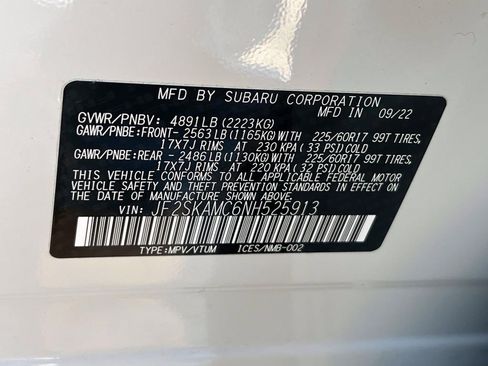 MFD BY SUBARU CORPORATION
MFD IN 09/22
GVWR/PNBV: 4891LB(2223KG)
GAWR/PNBE:FRONT- 2563LB(1165KG)WITH 225/60R17 99T TIRES,
17X7J RIMS AT 230 KPA(33 PSI)COLD
GAWR/PNBE:REAR - 2486LB(1130KG)WITH 225/60R17 99T TIRES,
17X7J RIMS AT 220 KPA(32 PSI)COLD
THIS VEHICLE CONFORMS TO ALL APPLICABLE FEDERAL MOTOR
VEHICLE SAFETY AND THEFT PREVENTION STANDARDS IN EFFECT ON
THE DATE OF MANUFACTURE SHOWN ABOVE.
VIN: JF2SKAMC6NH525913
TYPE:MPV/VTUM ICES/NMB-002